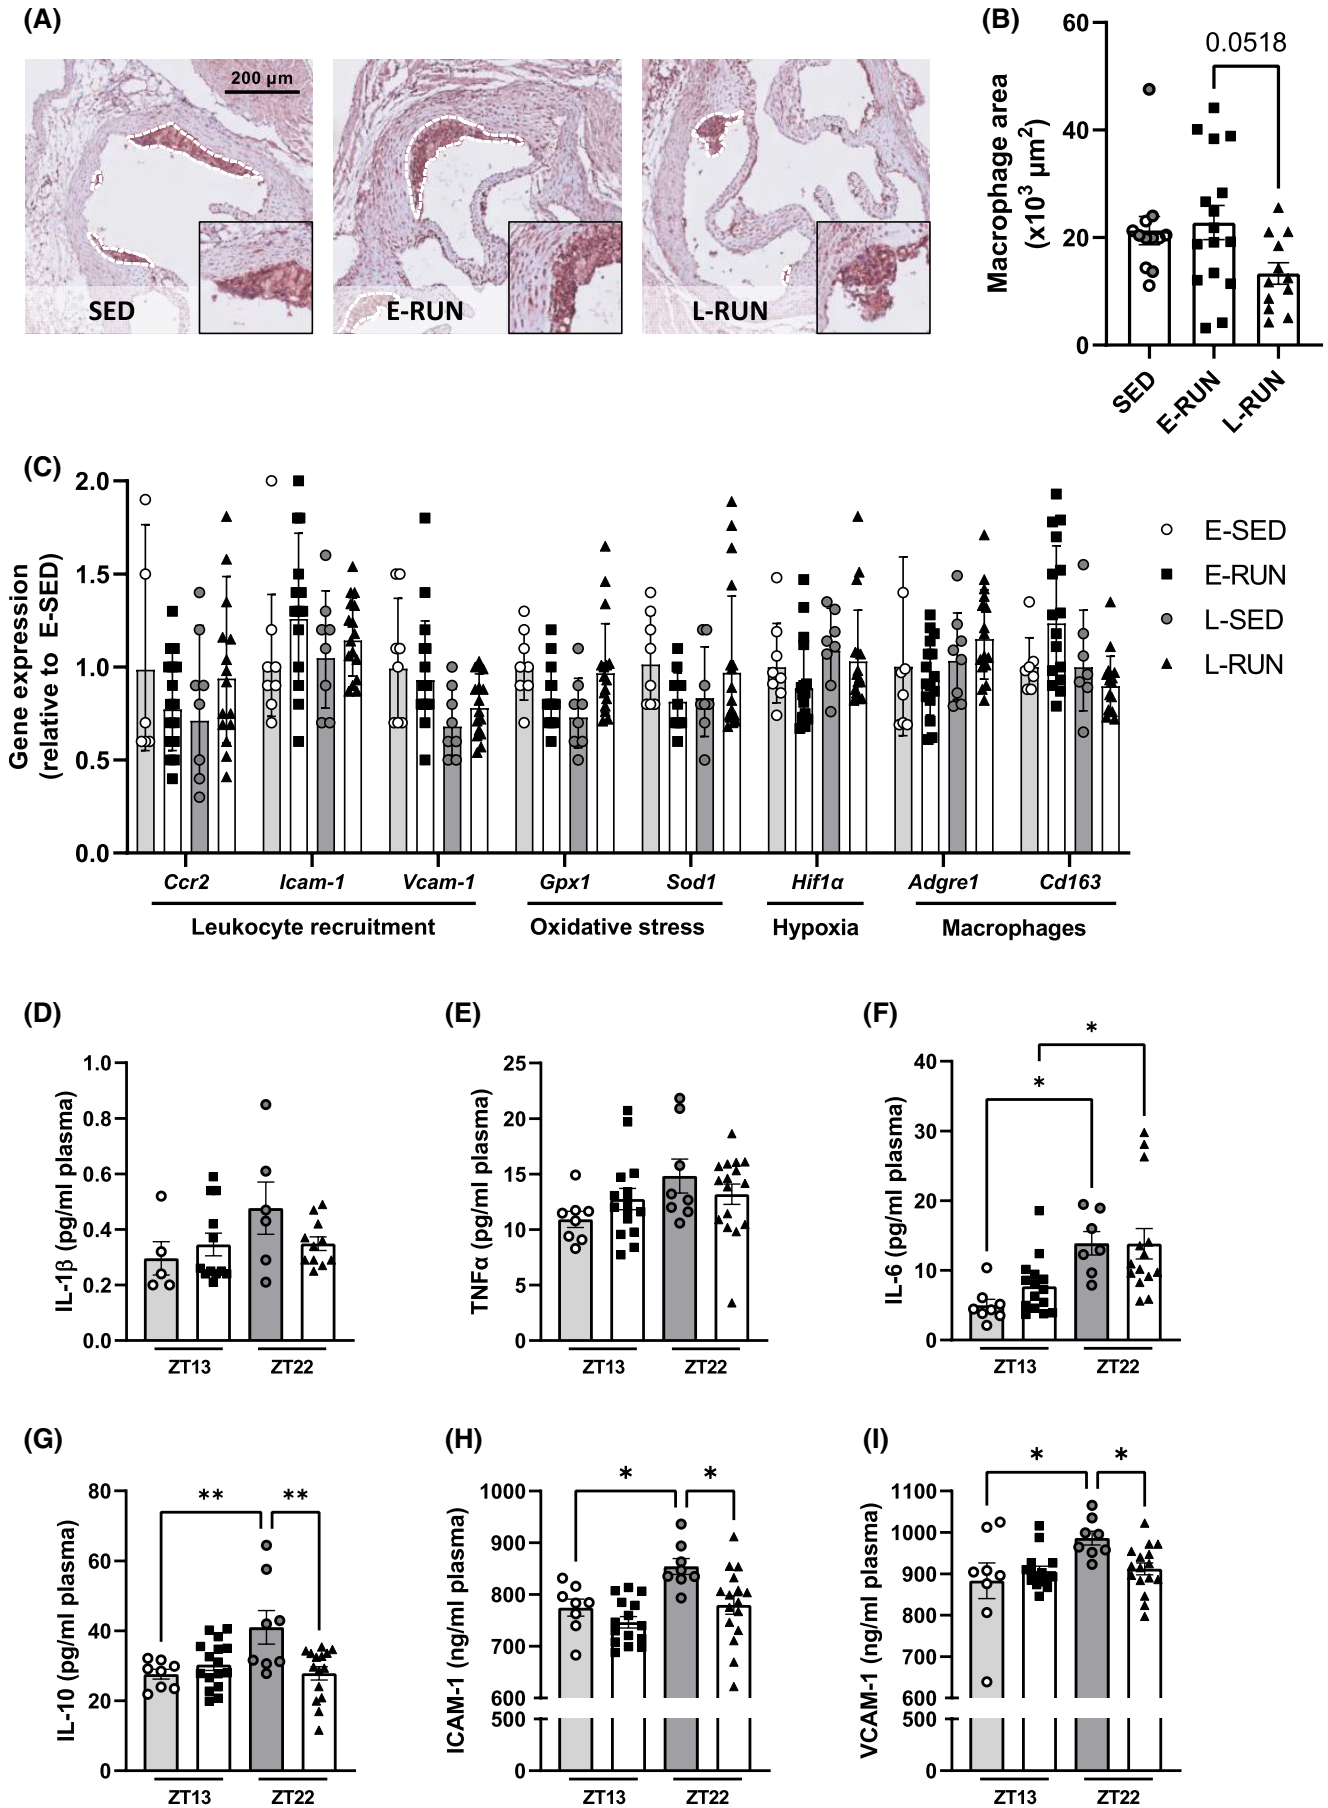 (A)
200 µm
SED
E-RUN
L-RUN
(B)
Macrophage area
(x10³ µm²)
60
40
20
0
0.0518
SED
E-RUN
L-RUN
(C)
Gene expression
(relative to E-SED)
2.0
1.5
1.0
0.5
0.0
Ccr2
Icam-1
Vcam-1
Gpx1
Sod1
Hif1α
Adgre1
Cd163
Leukocyte recruitment
Oxidative stress
Hypoxia
Macrophages
E-SED
E-RUN
L-SED
L-RUN
(D)
IL-1β (pg/ml plasma)
1.0
0.8
0.6
0.4
0.2
0.0
ZT13
ZT22
(E)
TNFα (pg/ml plasma)
25
20
15
10
5
0
ZT13
ZT22
(F)
IL-6 (pg/ml plasma)
40
30
20
10
0
*
*
ZT13
ZT22
(G)
IL-10 (pg/ml plasma)
80
60
40
20
0
**
**
ZT13
ZT22
(H)
ICAM-1 (ng/ml plasma)
1000
900
800
700
600
500
0
*
*
ZT13
ZT22
(I)
VCAM-1 (ng/ml plasma)
1100
1000
900
800
700
600
500
0
*
*
ZT13
ZT22